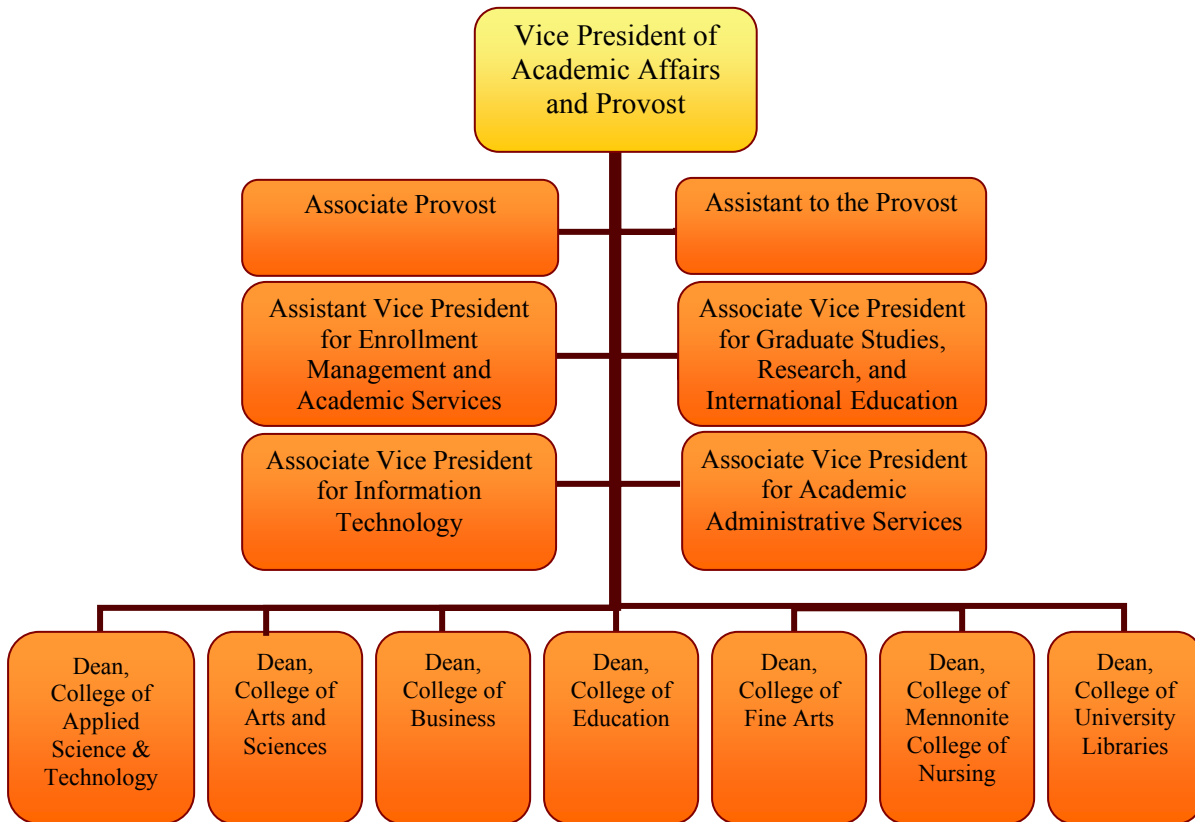 Vice President of
Academic Affairs
and Provost
Associate Provost
Assistant to the Provost
Assistant Vice President
for Enrollment
Management and
Academic Services
Associate Vice President
for Graduate Studies,
Research, and
International Education
Associate Vice President
for Information
Technology
Associate Vice President
for Academic
Administrative Services
Dean,
College of
Applied
Science &
Technology
Dean,
College of
Arts and
Sciences
Dean,
College of
Business
Dean,
College of
Education
Dean,
College of
Fine Arts
Dean,
College of
Mennonite
College of
Nursing
Dean,
College of
University
Libraries